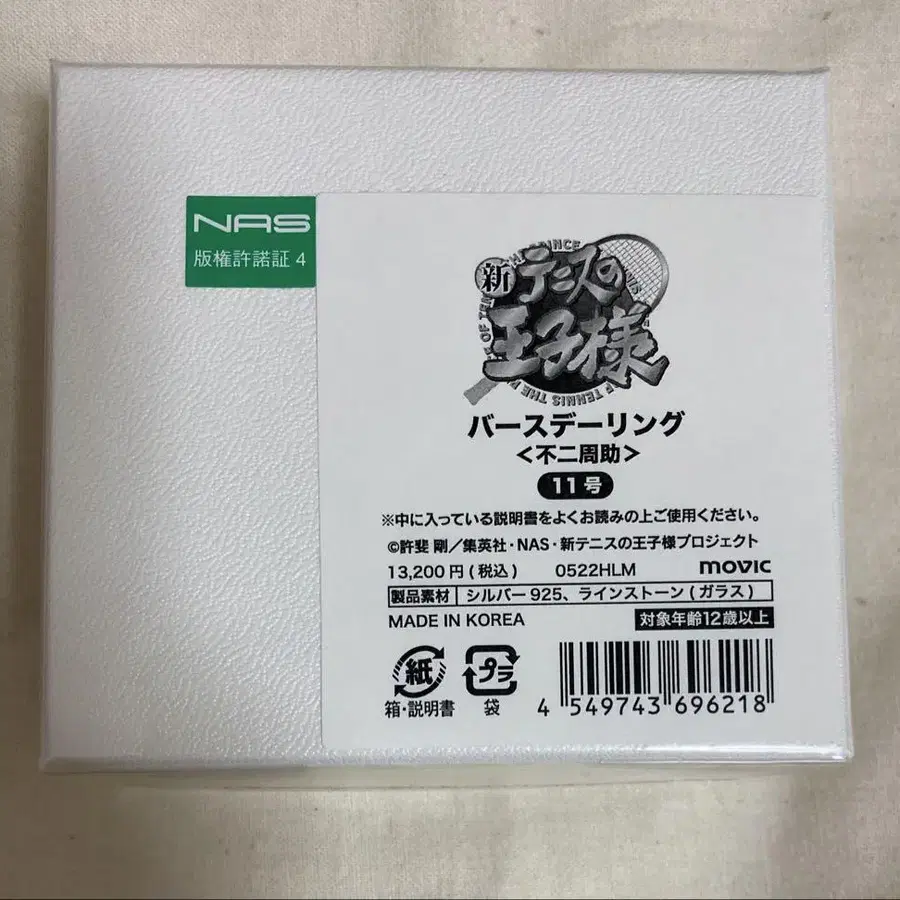 NAS
版権許諾証 4
新テニスの
王子様
バースデーリング
<不二周助>
11号
※中に入っている説明書をよくお読みの上ご使用ください。
©許斐 剛／集英社・NAS・新テニスの王子様プロジェクト
13,200円(税込) 0522HLM movic
製品素材 シルバー925、ラインストーン(ガラス)
MADE IN KOREA 対象年齢12歳以上
紙 プラ
箱・説明書 袋
4 549743 696218